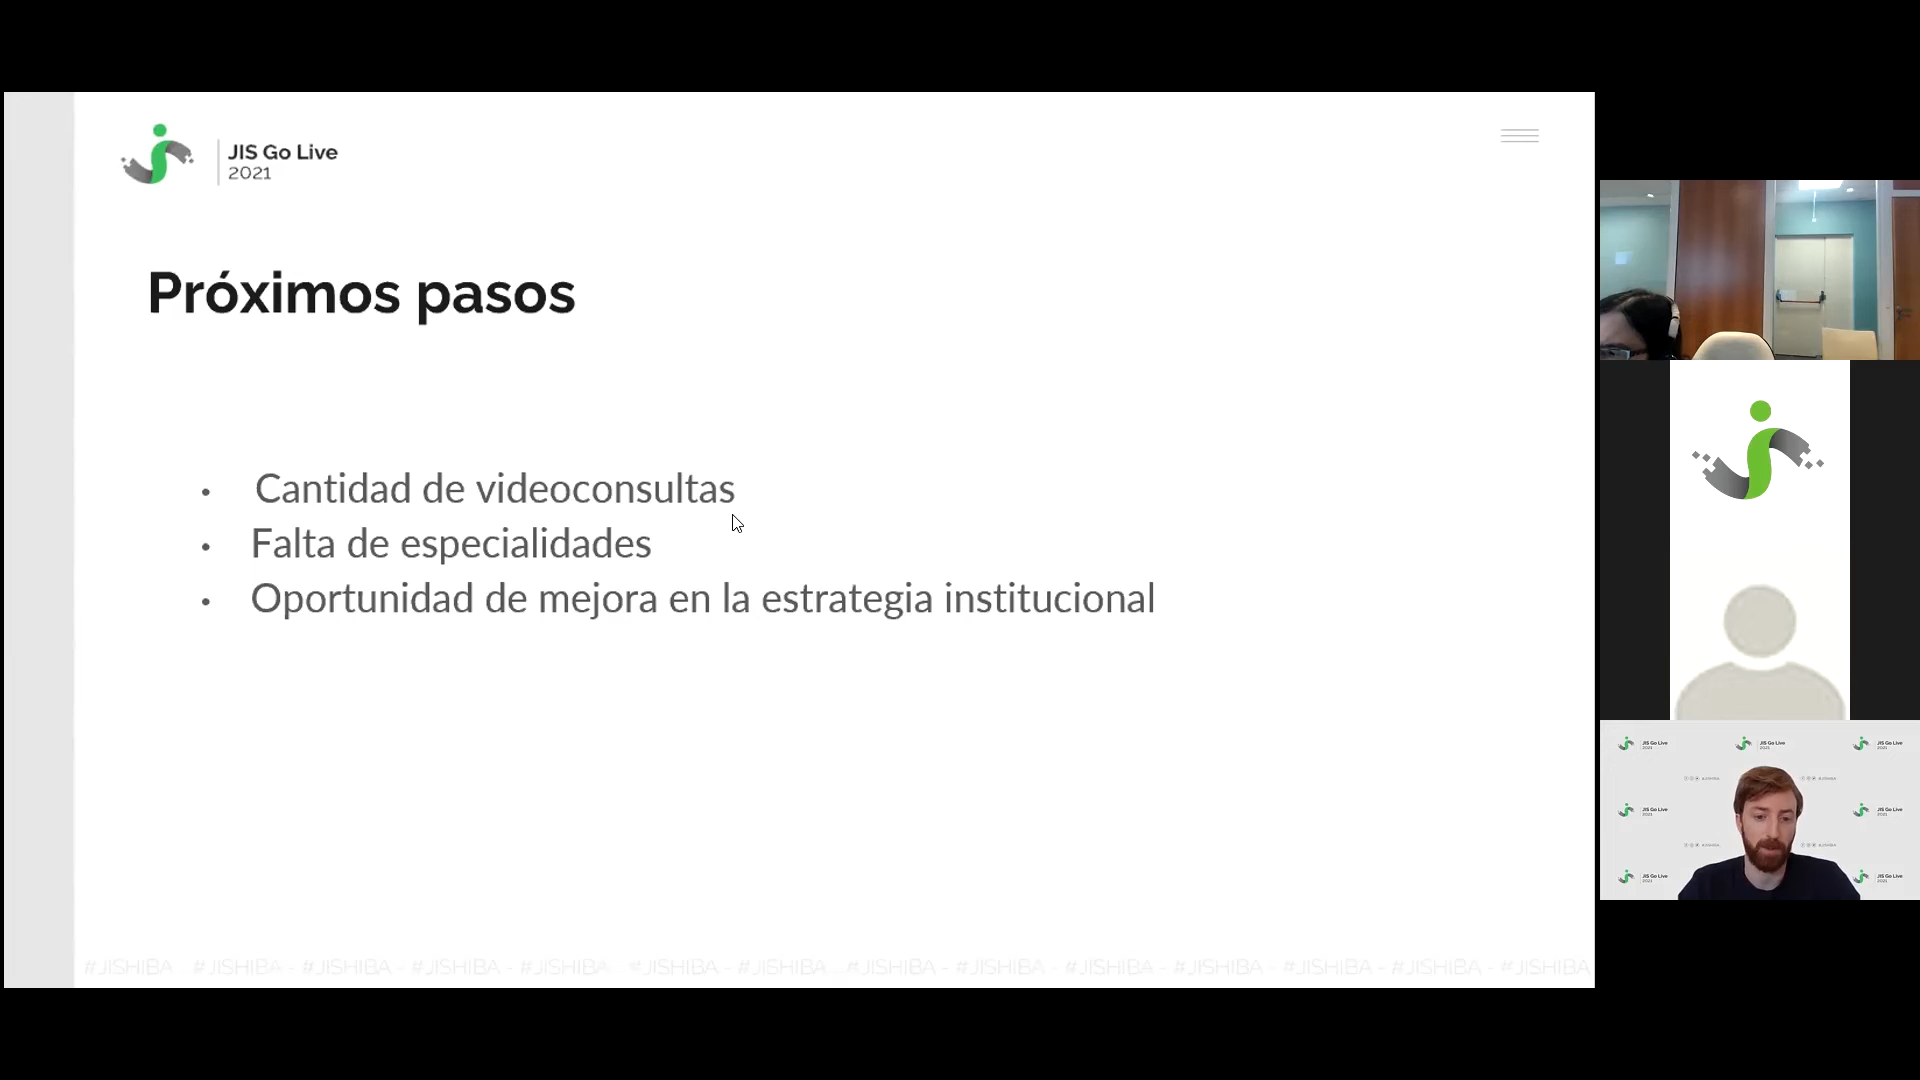 JIS Go Live
2021
Próximos pasos
• Cantidad de videoconsultas
• Falta de especialidades
• Oportunidad de mejora en la estrategia institucional
#JISHIBA - #JISHIBA - #JISHIBA - #JISHIBA - #JISHIBA - #JISHIBA - #JISHIBA - #JISHIBA - #JISHIBA - #JISHIBA - #JISHIBA - #JISHIBA - #JISHIBA - #JISHIBA
JIS Go Live
2021
JIS Go Live
2021
JIS Go Live
2021
JIS Go Live
2021
JIS Go Live
2021
JIS Go Live
2021
JIS Go Live
2021